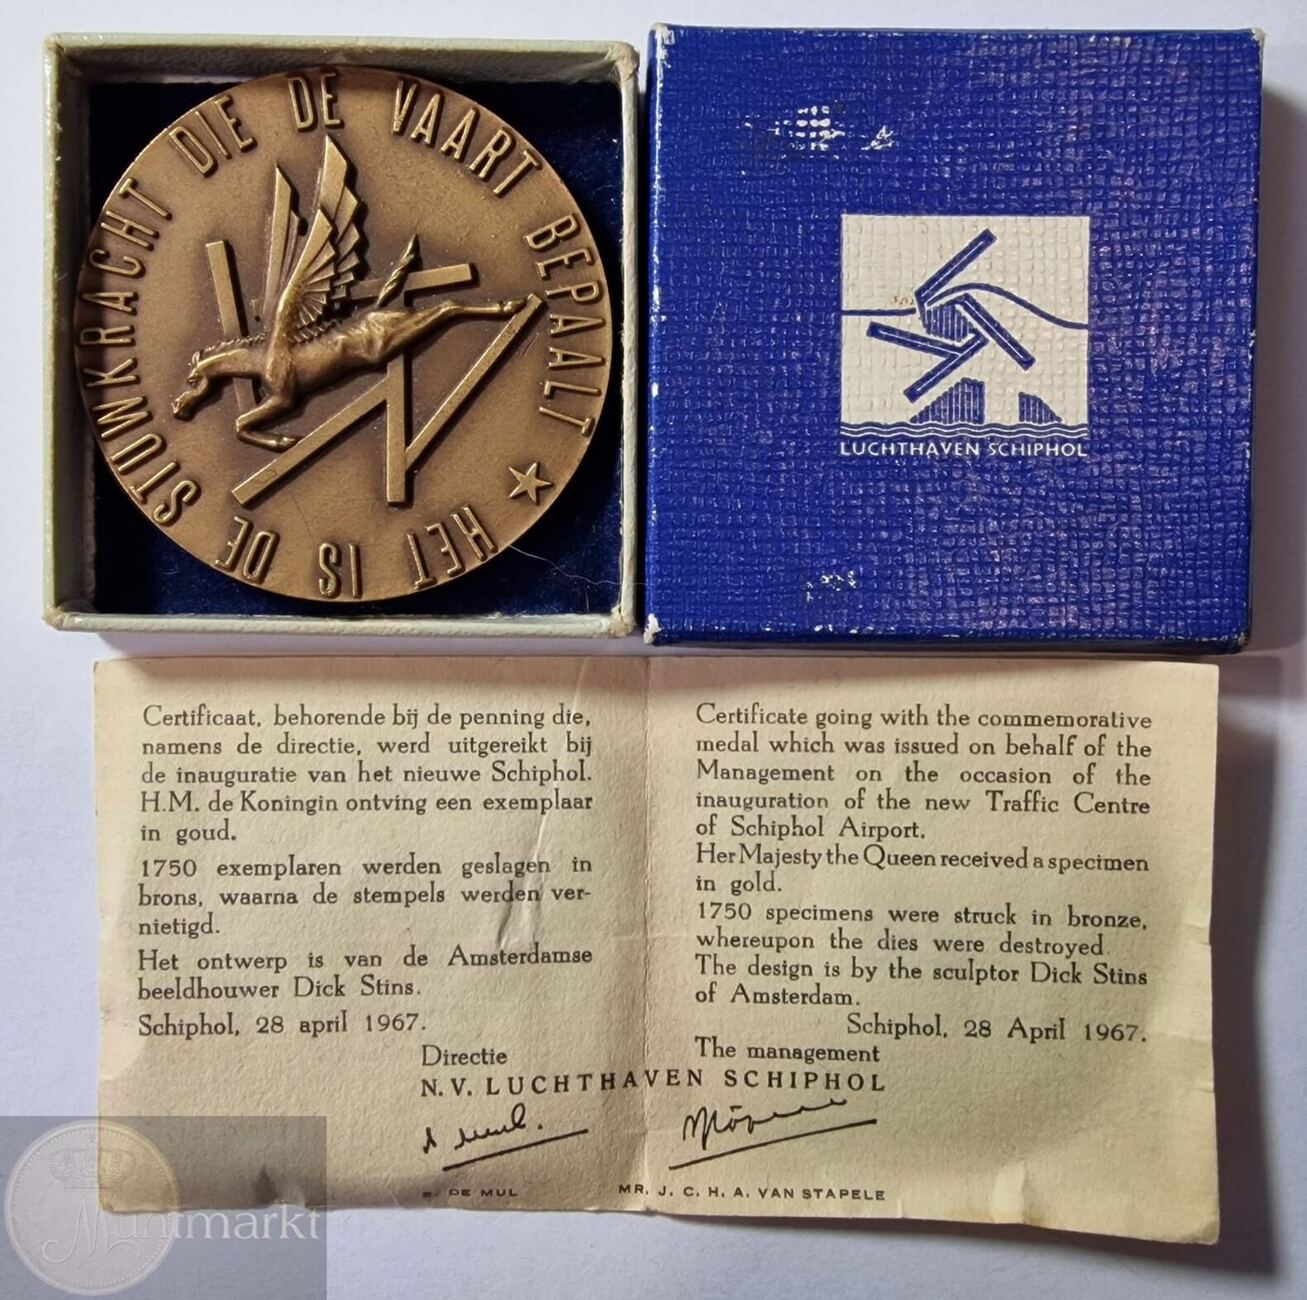 HET IS DE STUWKRACHT DIE DE VAART BEPAALT
LUCHTHAVEN SCHIPHOL
Certificaat, behorende bij de penning die,
namens de directie, werd uitgereikt bij
de inauguratie van het nieuwe Schiphol.
H.M. de Koningin ontving een exemplaar
in goud.
1750 exemplaren werden geslagen in
brons, waarna de stempels werden ver-
nietigd.
Het ontwerp is van de Amsterdamse
beeldhouwer Dick Stins.
Schiphol, 28 april 1967.
Directie
Certificate going with the commemorative
medal which was issued on behalf of the
Management on the occasion of the
inauguration of the new Traffic Centre
of Schiphol Airport.
Her Majesty the Queen received a specimen
in gold.
1750 specimens were struck in bronze,
whereupon the dies were destroyed.
The design is by the sculptor Dick Stins
of Amsterdam.
Schiphol, 28 April 1967.
The management
N.V. LUCHTHAVEN SCHIPHOL
DE MUL
MR. J. C. H. A. VAN STAPELE
Muntmarkt